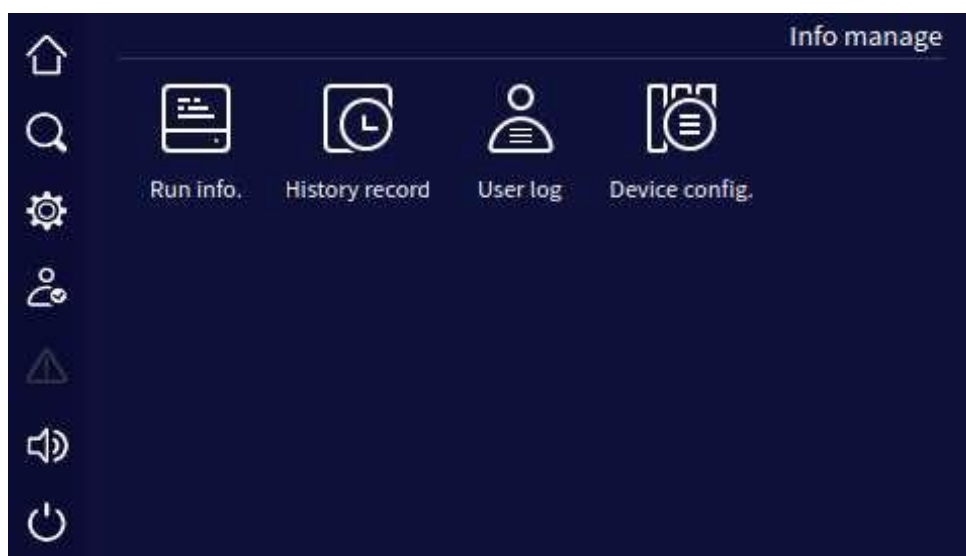 Info manage
Run info.
History record
User log
Device config.